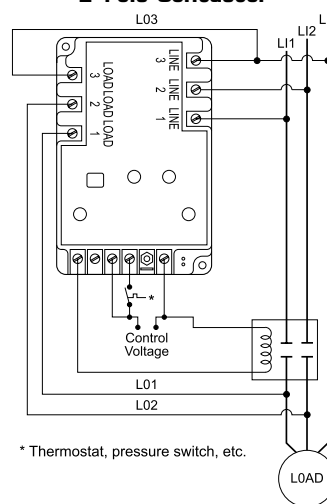 2 Pole Contactor
L03
LI1
LI2
L
3
LOAD
2
LOAD
1
LOAD
3
LINE
2
LINE
1
LINE
*
Control
Voltage
L01
L02
* Thermostat, pressure switch, etc.
L0AD